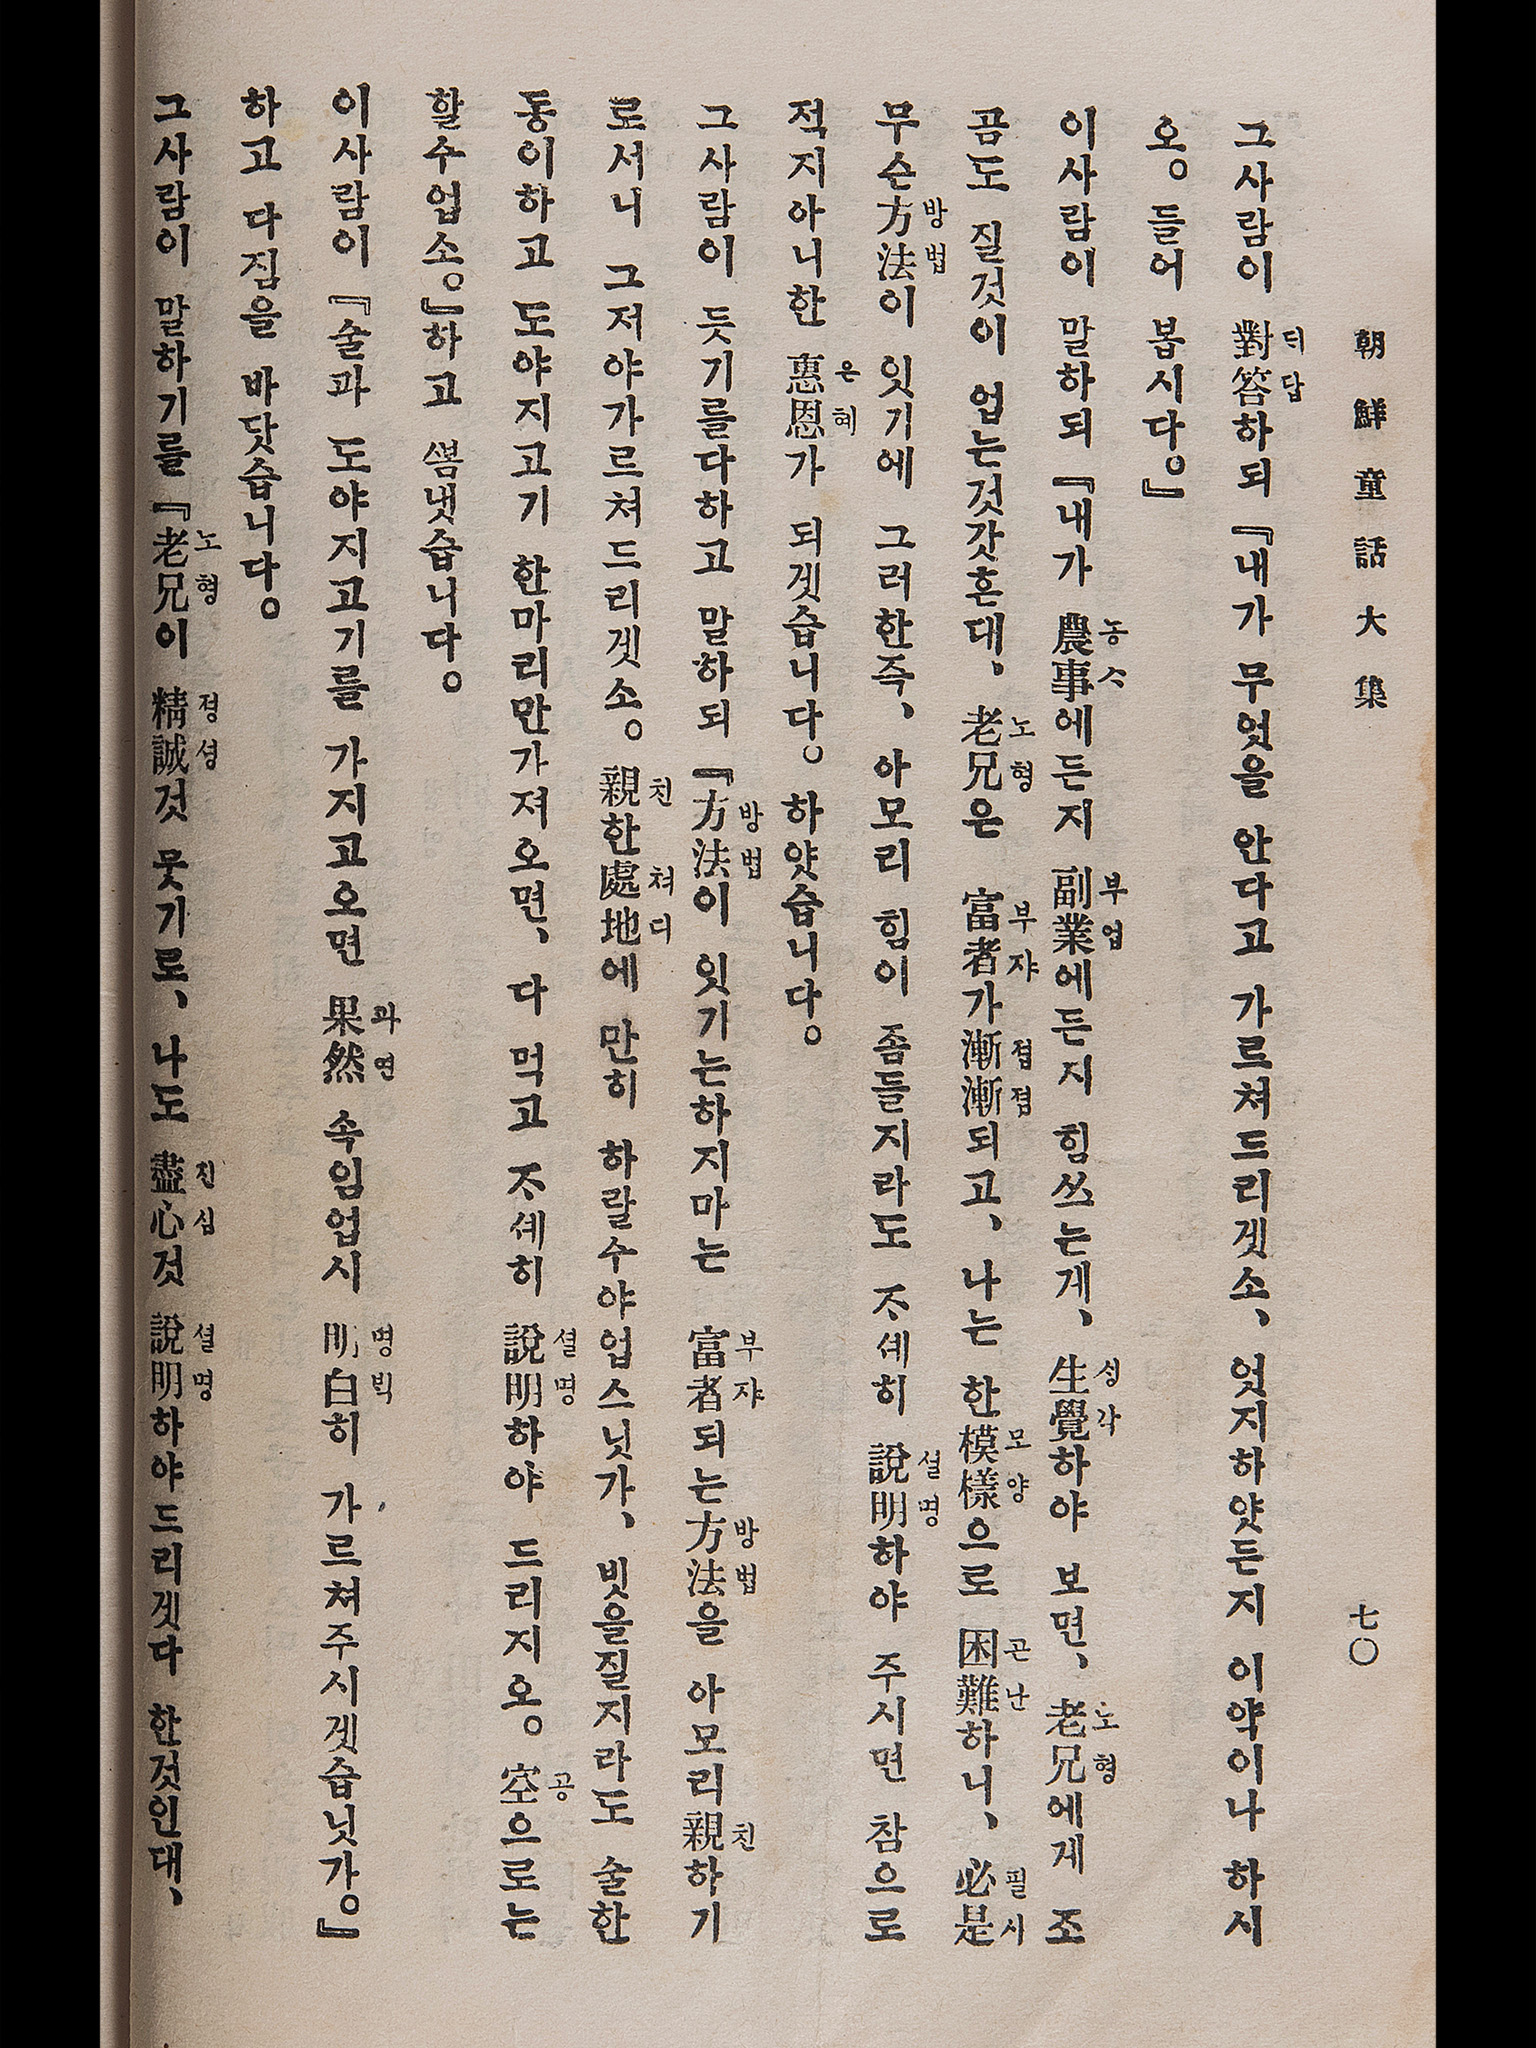 朝鮮童話大集
七〇
그사람이 對答하되 『내가 무엇을 안다고 가르쳐드리겟소、엇지하얏든지 이약이나 하시
오。들어 봅시다。』
이사람이 말하되 『내가 農事에든지 副業에든지 힘쓰는게、生覺하야 보면、老兄에게 조
곰도 질것이 업는것갓흔대、老兄은 富者가漸漸되고、나는 한模樣으로 困難하니、必是
무슨方法이 잇기에 그러한즉、아모리 힘이 좀들지라도 仔셰히 說明하야 주시면 참으로
적지아니한 惠恩가 되겟습니다。하얏습니다。
그사람이 듯기를다하고 말하되 『方法이 잇기는하지마는 富者되는方法을 아모리親하기
로서니 그저야가르쳐드리겟소。親한處地에 만히 하랄수야업스닛가、빗을질지라도 술한
동이하고 도야지고기 한마리만가져오면、다 먹고 仔셰히 說明하야 드리지오。空으로는
할수업소。』하고 쏌냇습니다。
이사람이 『술과 도야지고기를 가지고오면 果然 속임업시 明白히 가르쳐주시겟습닛가。』
하고 다짐을 바닷습니다。
그사람이 말하기를 『老兄이 精誠것 뭇기로、나도 盡心것 說明하야드리겟다 한것인대、